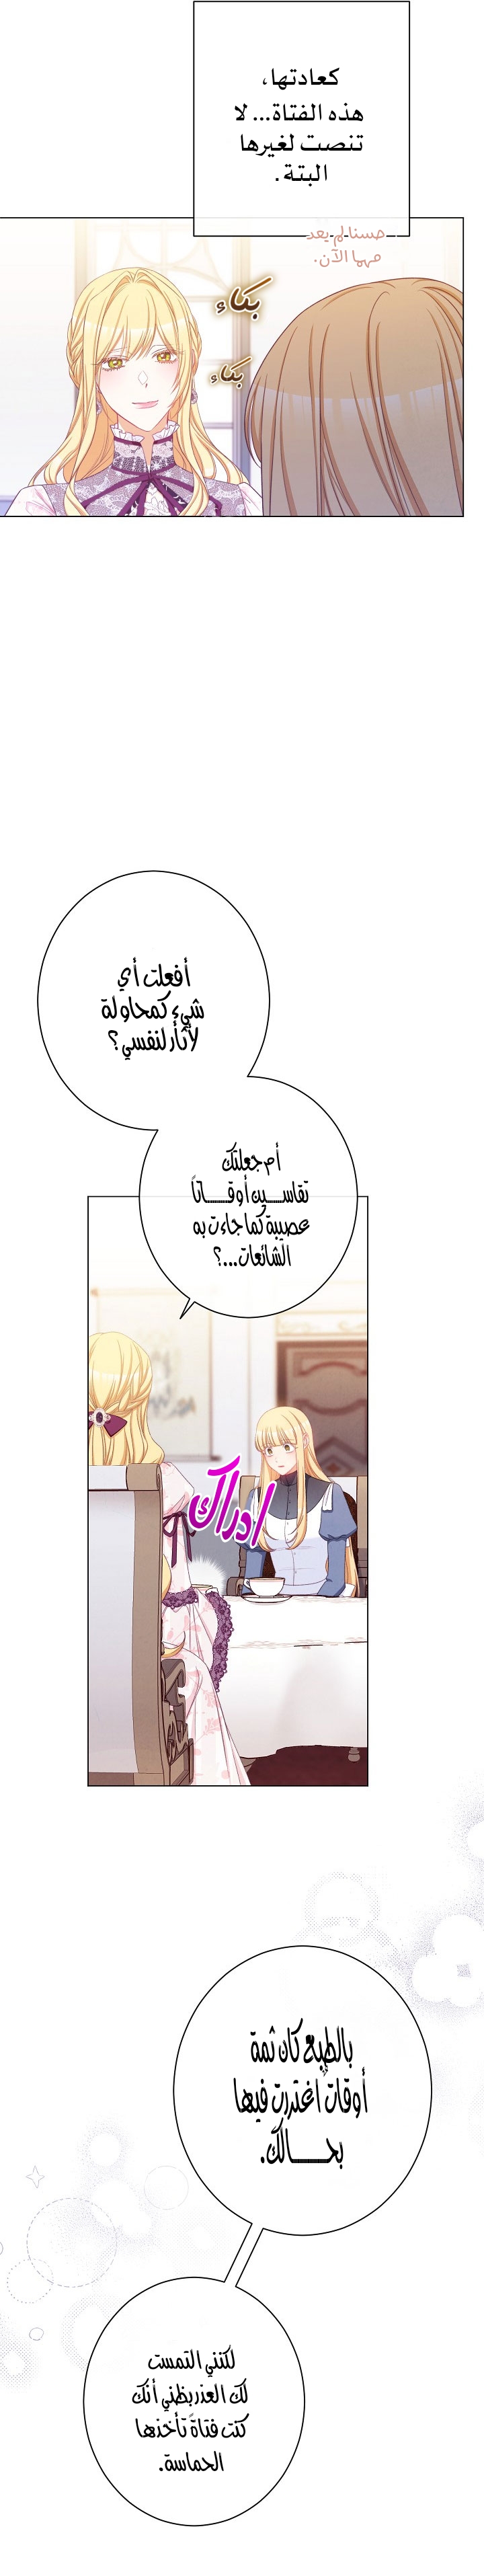 كعادتها،
هذه الفتاة... لا
تنصت لغيرها
البتة.
حسنا لم يعد
مهما الآن.
بكاء
بكاء
أفعلت أي
شيء كمحاولة
لأثأر لنفسي؟
أم جعلتك
تقاسين أوقاتاً
عصيبة كما جاءت به
الشائعات...؟
ادراك
بالطبع كان ثمة
أوقات اغتررت فيها
بحالك.
لكنني التمست
لك العذر بظني أنك
كنت فتاةً تأخذها
الحماسة.